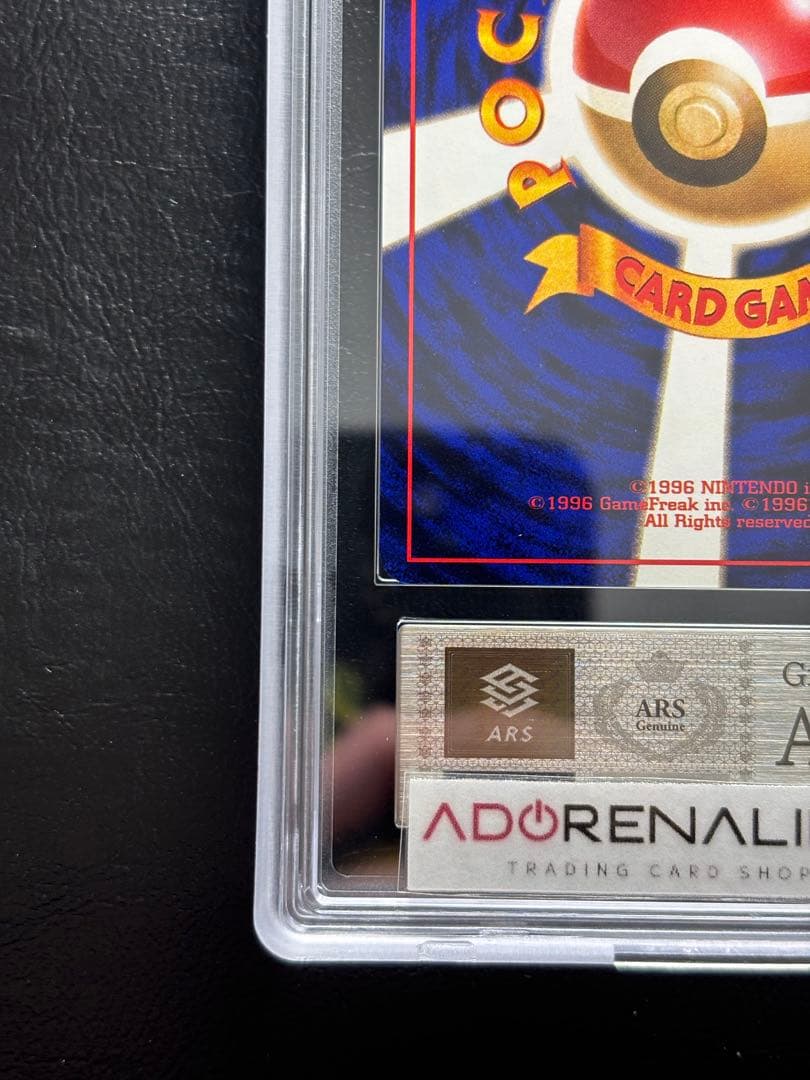 POC
CARD GAM
©1996 NINTENDO i
©1996 GameFreak inc. ©1996
All Rights reserved
ARS
ARS
Genuine
G
A
ADORENALI
TRADING CARD SHOP